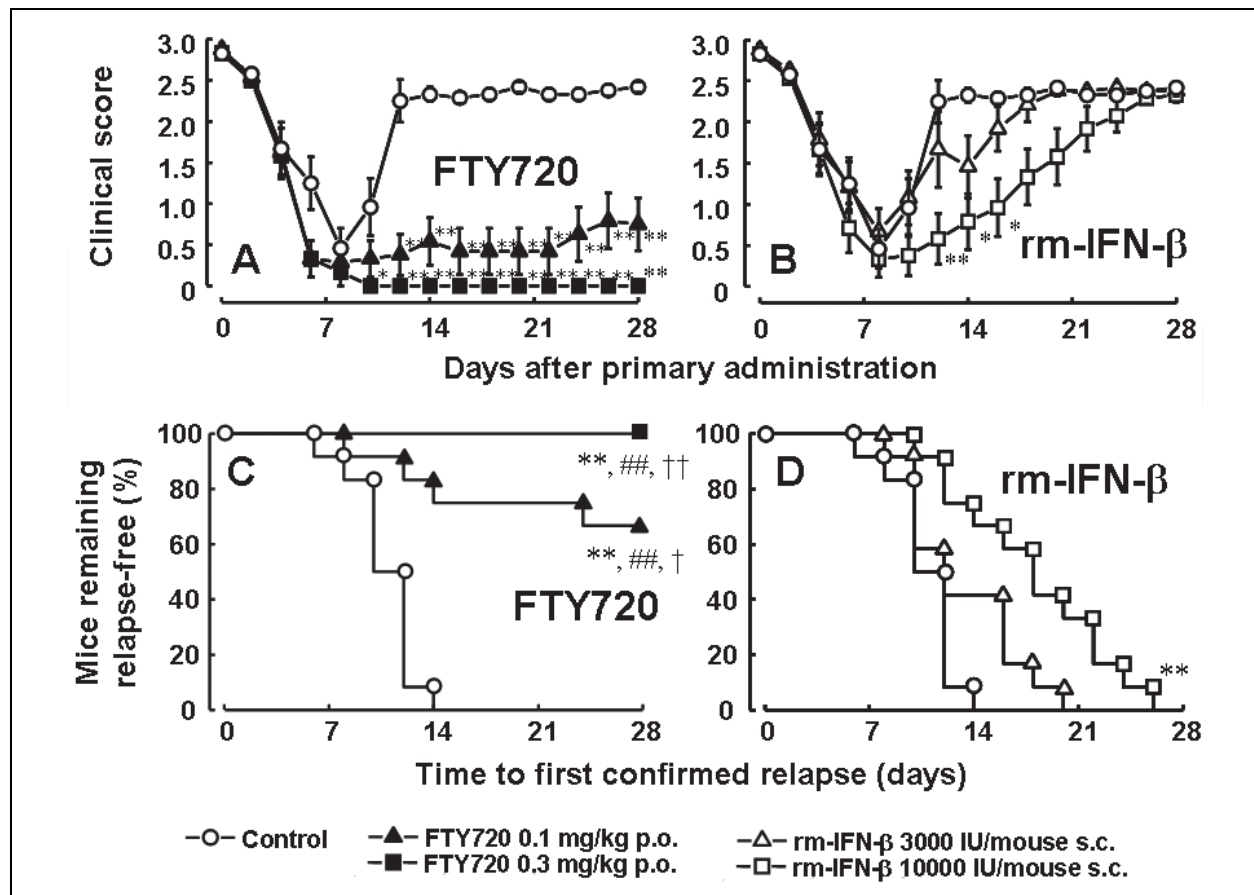 Clinical score
3.0
2.5
2.0
1.5
1.0
0.5
0
A
FTY720
** ** ** ** ** ** ** ** **
* ** ** ** ** ** ** ** ** **
0 7 14 21 28
3.0
2.5
2.0
1.5
1.0
0.5
0
B
rm-IFN-β
** * *
0 7 14 21 28
Days after primary administration
Mice remaining
relapse-free (%)
100
80
60
40
20
0
C
**, ##, ††
**, ##, †
FTY720
0 7 14 21 28
100
80
60
40
20
0
D
rm-IFN-β
**
0 7 14 21 28
Time to first confirmed relapse (days)
Control
FTY720 0.1 mg/kg p.o.
FTY720 0.3 mg/kg p.o.
rm-IFN-β 3000 IU/mouse s.c.
rm-IFN-β 10000 IU/mouse s.c.